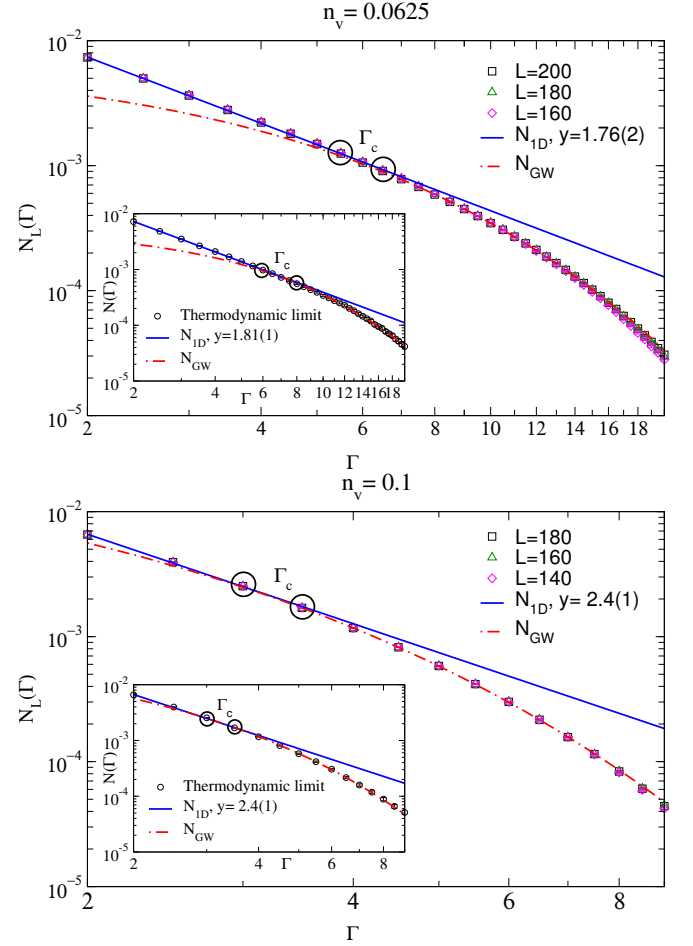 n_v= 0.0625
10^-2
10^-3
10^-4
10^-5
N_L(Γ)
L=200
L=180
L=160
N_1D, y=1.76(2)
N_GW
Γ_c
10^-2
10^-3
10^-4
10^-5
N(Γ)
Γ_c
Thermodynamic limit
N_1D, y=1.81(1)
N_GW
2 4 6 8 10 12 14 16 18
Γ
2 4 6 8 10 12 14 16 18
Γ
n_v= 0.1
10^-2
10^-3
10^-4
10^-5
N_L(Γ)
L=180
L=160
L=140
N_1D, y= 2.4(1)
N_GW
Γ_c
10^-2
10^-3
10^-4
10^-5
N(Γ)
Γ_c
Thermodynamic limit
N_1D, y= 2.4(1)
N_GW
2 4 6 8
Γ
2 4 6 8
Γ